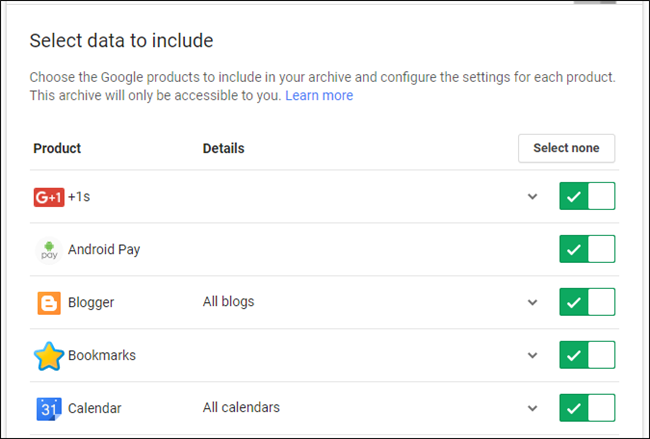 Select data to include
Choose the Google products to include in your archive and configure the settings for each product.
This archive will only be accessible to you. Learn more
Product Details Select none
G+1 +1s
pay Android Pay
Blogger All blogs
Bookmarks
31 Calendar All calendars